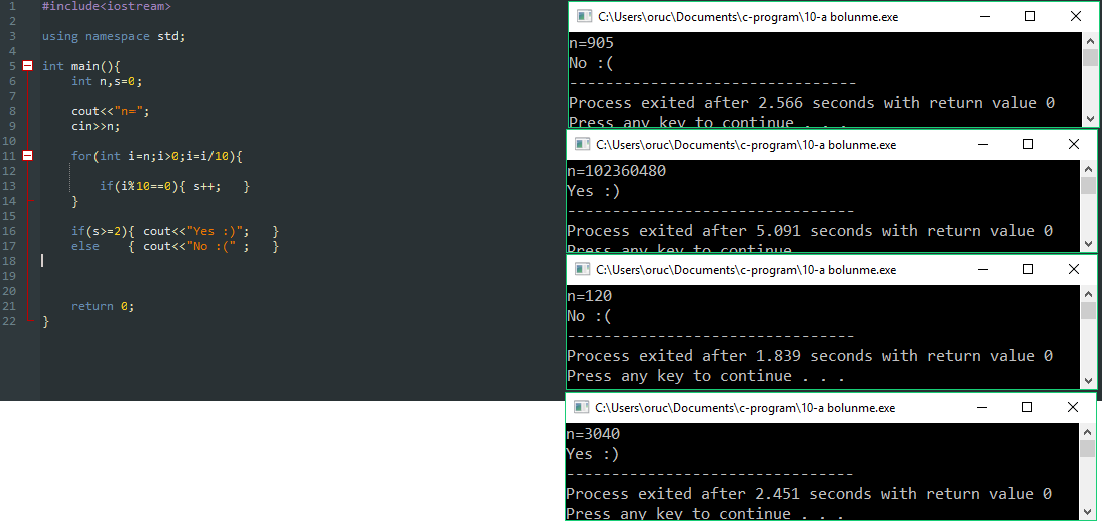 1 #include<iostream>
2
3 using namespace std;
4
5 int main(){
6 int n,s=0;
7
8 cout<<"n=";
9 cin>>n;
10
11 for(int i=n;i>0;i=i/10){
12
13 if(i%10==0){ s++; }
14 }
15
16 if(s>=2){ cout<<"Yes :)"; }
17 else { cout<<"No :(" ; }
18
19
20
21 return 0;
22 }
C:\Users\oruc\Documents\c-program\10-a bolunme.exe
n=905
No :(
--------------------------------
Process exited after 2.566 seconds with return value 0
Press any key to continue . . .
C:\Users\oruc\Documents\c-program\10-a bolunme.exe
n=102360480
Yes :)
--------------------------------
Process exited after 5.091 seconds with return value 0
Press any key to continue . . .
C:\Users\oruc\Documents\c-program\10-a bolunme.exe
n=120
No :(
--------------------------------
Process exited after 1.839 seconds with return value 0
Press any key to continue . . .
C:\Users\oruc\Documents\c-program\10-a bolunme.exe
n=3040
Yes :)
--------------------------------
Process exited after 2.451 seconds with return value 0
Press any key to continue . . .